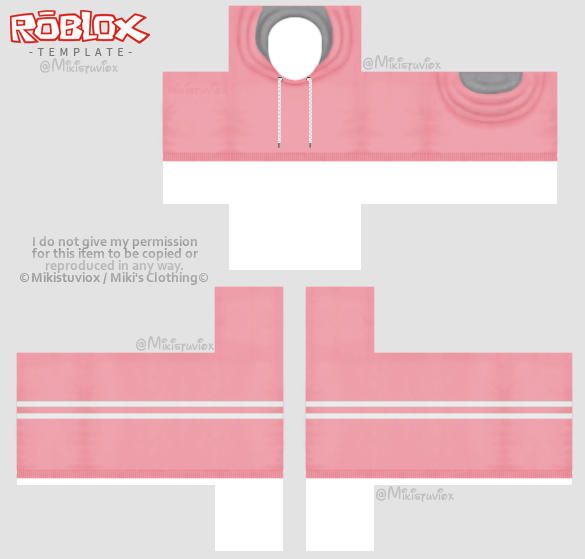 RŌBLOX
-TEMPLATE-
@Mikistuviox
@Mikistuviox
I do not give my permission
for this item to be copied or
reproduced in any way.
©Mikistuviox / Miki's Clothing©
@Mikistuviox
@Mikistuviox